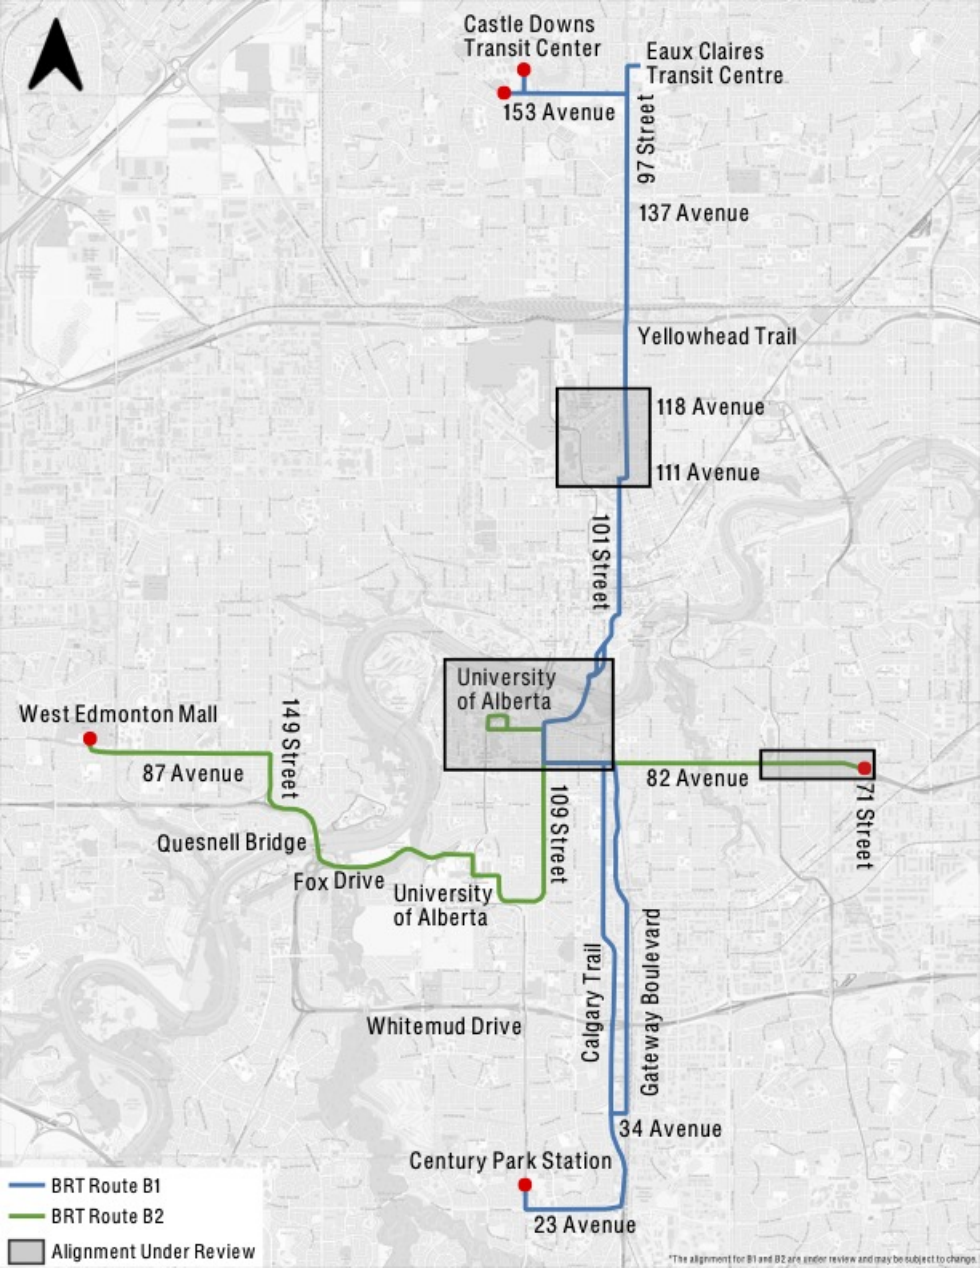 Castle Downs
Transit Center
Eaux Claires
Transit Centre
153 Avenue
97 Street
137 Avenue
Yellowhead Trail
118 Avenue
111 Avenue
101 Street
University
of Alberta
West Edmonton Mall
149 Street
87 Avenue
82 Avenue
71 Street
109 Street
Quesnell Bridge
Fox Drive
University
of Alberta
Calgary Trail
Gateway Boulevard
Whitemud Drive
34 Avenue
Century Park Station
23 Avenue
BRT Route B1
BRT Route B2
Alignment Under Review
*The alignment for B1 and B2 are under review and may be subject to change.